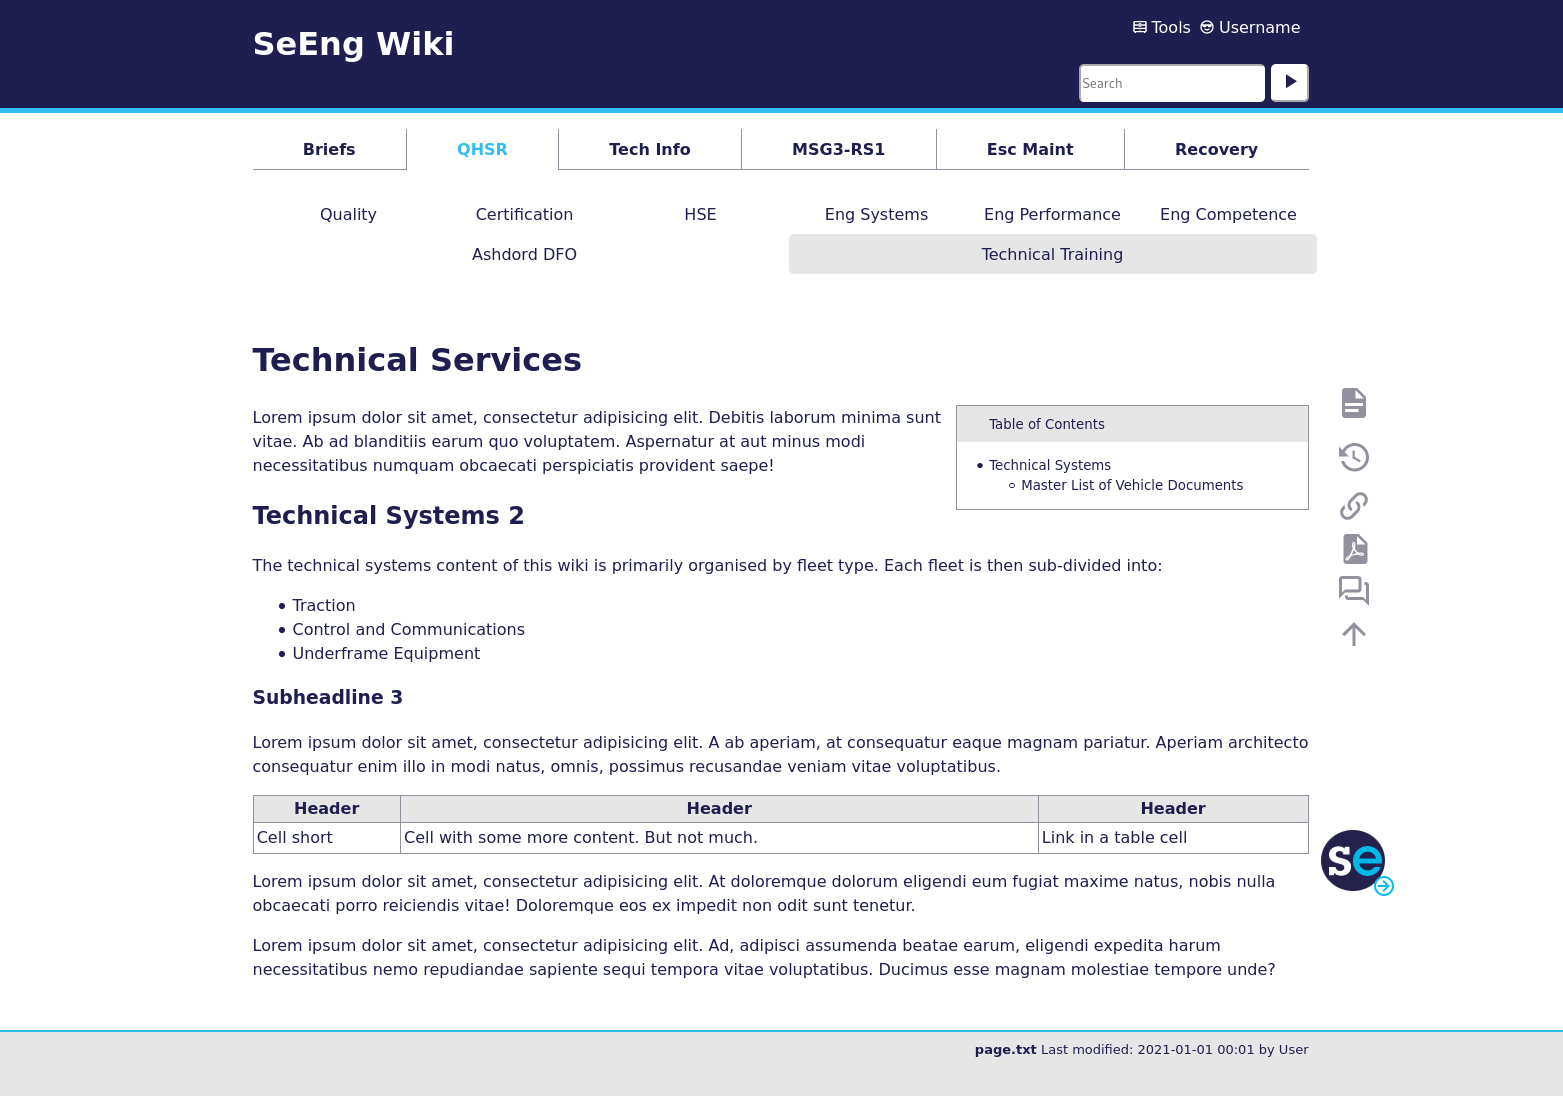 SeEng Wiki
Tools Username
Search
Briefs QHSR Tech Info MSG3-RS1 Esc Maint Recovery
Quality Certification HSE Eng Systems Eng Performance Eng Competence
Ashdord DFO Technical Training
Technical Services
Lorem ipsum dolor sit amet, consectetur adipisicing elit. Debitis laborum minima sunt
vitae. Ab ad blanditiis earum quo voluptatem. Aspernatur at aut minus modi
necessitatibus numquam obcaecati perspiciatis provident saepe!
Table of Contents
• Technical Systems
○ Master List of Vehicle Documents
Technical Systems 2
The technical systems content of this wiki is primarily organised by fleet type. Each fleet is then sub-divided into:
• Traction
• Control and Communications
• Underframe Equipment
Subheadline 3
Lorem ipsum dolor sit amet, consectetur adipisicing elit. A ab aperiam, at consequatur eaque magnam pariatur. Aperiam architecto
consequatur enim illo in modi natus, omnis, possimus recusandae veniam vitae voluptatibus.
Header Header Header
Cell short Cell with some more content. But not much. Link in a table cell
se
Lorem ipsum dolor sit amet, consectetur adipisicing elit. At doloremque dolorum eligendi eum fugiat maxime natus, nobis nulla
obcaecati porro reiciendis vitae! Doloremque eos ex impedit non odit sunt tenetur.
Lorem ipsum dolor sit amet, consectetur adipisicing elit. Ad, adipisci assumenda beatae earum, eligendi expedita harum
necessitatibus nemo repudiandae sapiente sequi tempora vitae voluptatibus. Ducimus esse magnam molestiae tempore unde?
page.txt Last modified: 2021-01-01 00:01 by User